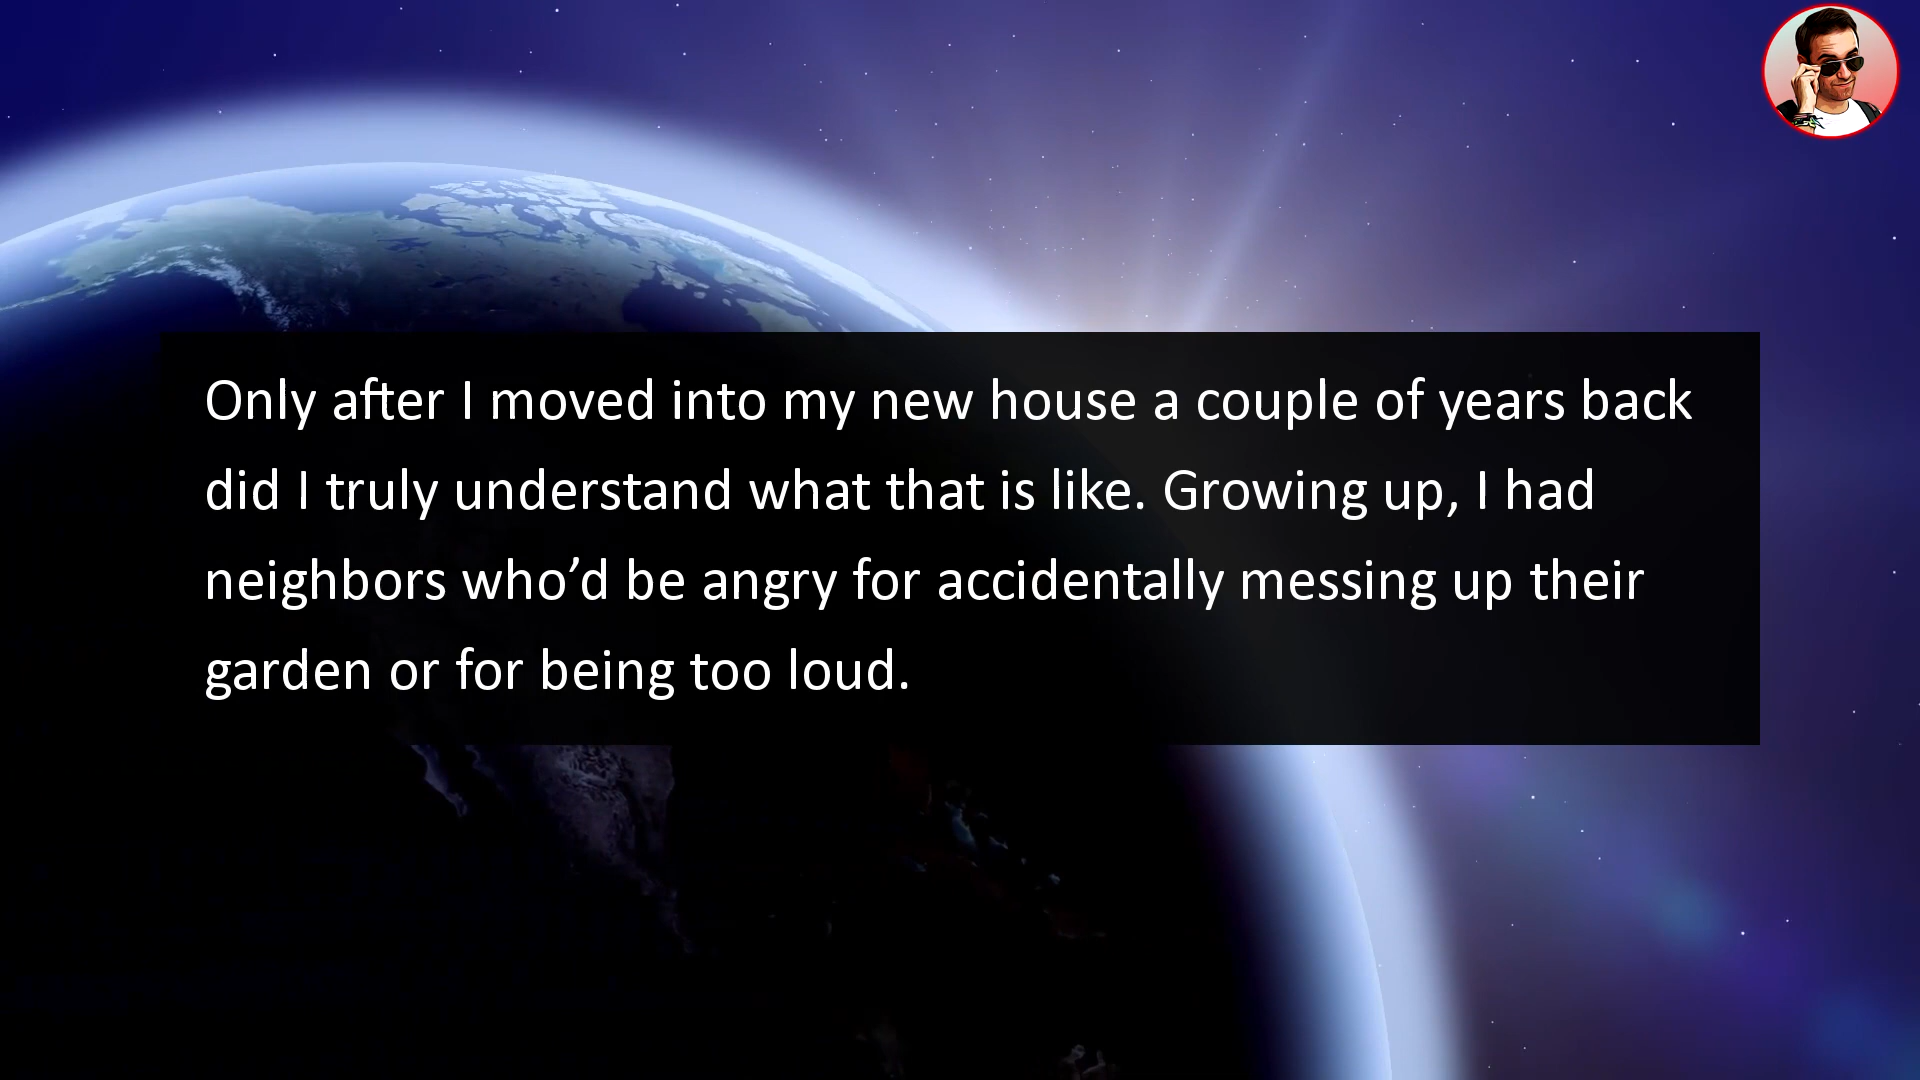 Only after I moved into my new house a couple of years back
did I truly understand what that is like. Growing up, I had
neighbors who’d be angry for accidentally messing up their
garden or for being too loud.